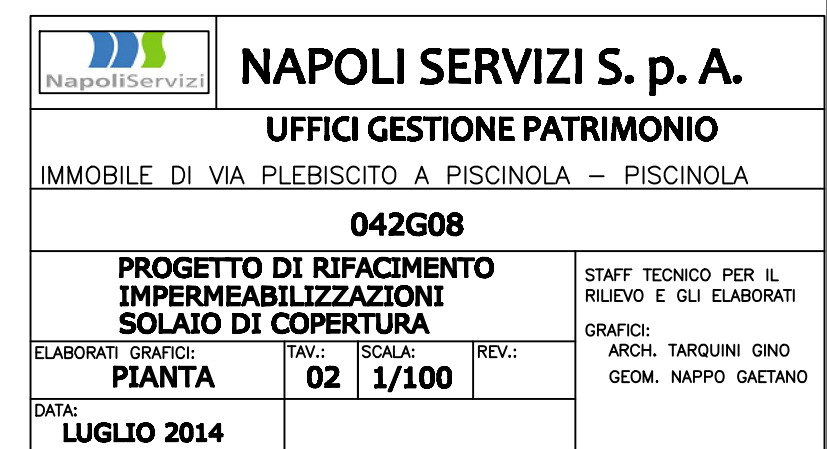 NapoliServizi
NAPOLI SERVIZI S. p. A.
UFFICI GESTIONE PATRIMONIO
IMMOBILE DI VIA PLEBISCITO A PISCINOLA – PISCINOLA
042G08
PROGETTO DI RIFACIMENTO
IMPERMEABILIZZAZIONI
SOLAIO DI COPERTURA
STAFF TECNICO PER IL
RILIEVO E GLI ELABORATI
GRAFICI:
ARCH. TARQUINI GINO
GEOM. NAPPO GAETANO
ELABORATI GRAFICI:
PIANTA
TAV.:
02
SCALA:
1/100
REV.:
DATA:
LUGLIO 2014